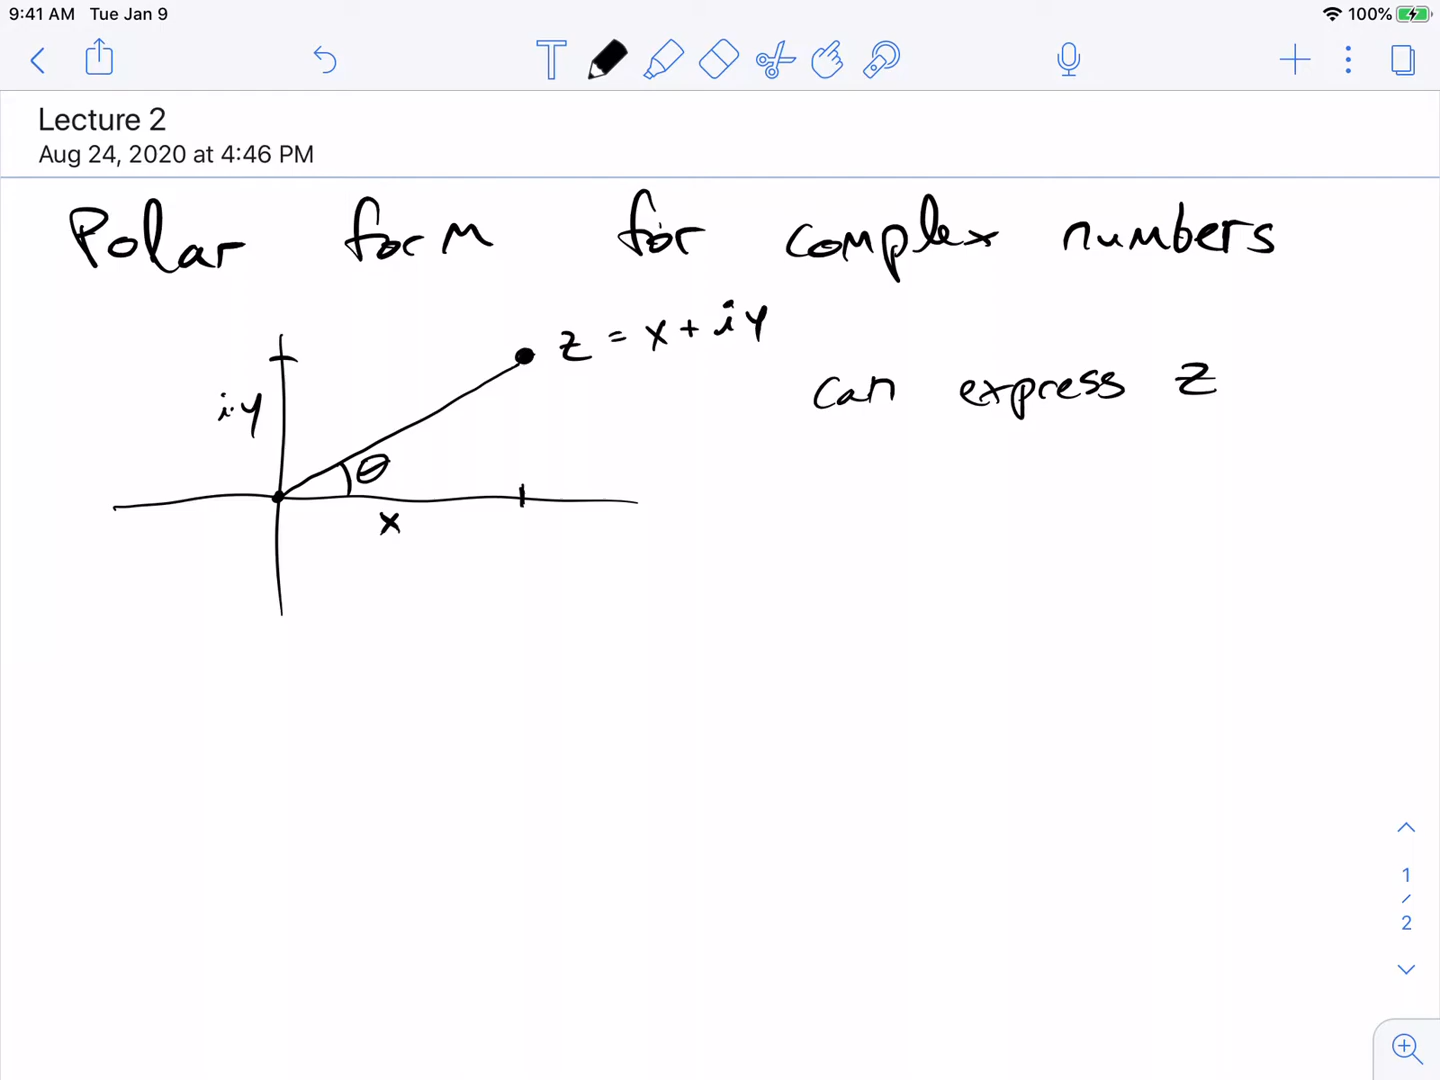 9:41 AM Tue Jan 9 100%
T
Lecture 2
Aug 24, 2020 at 4:46 PM
Polar form for complex numbers
z = x + iy
can express z
i·y
θ
x
1
/
2